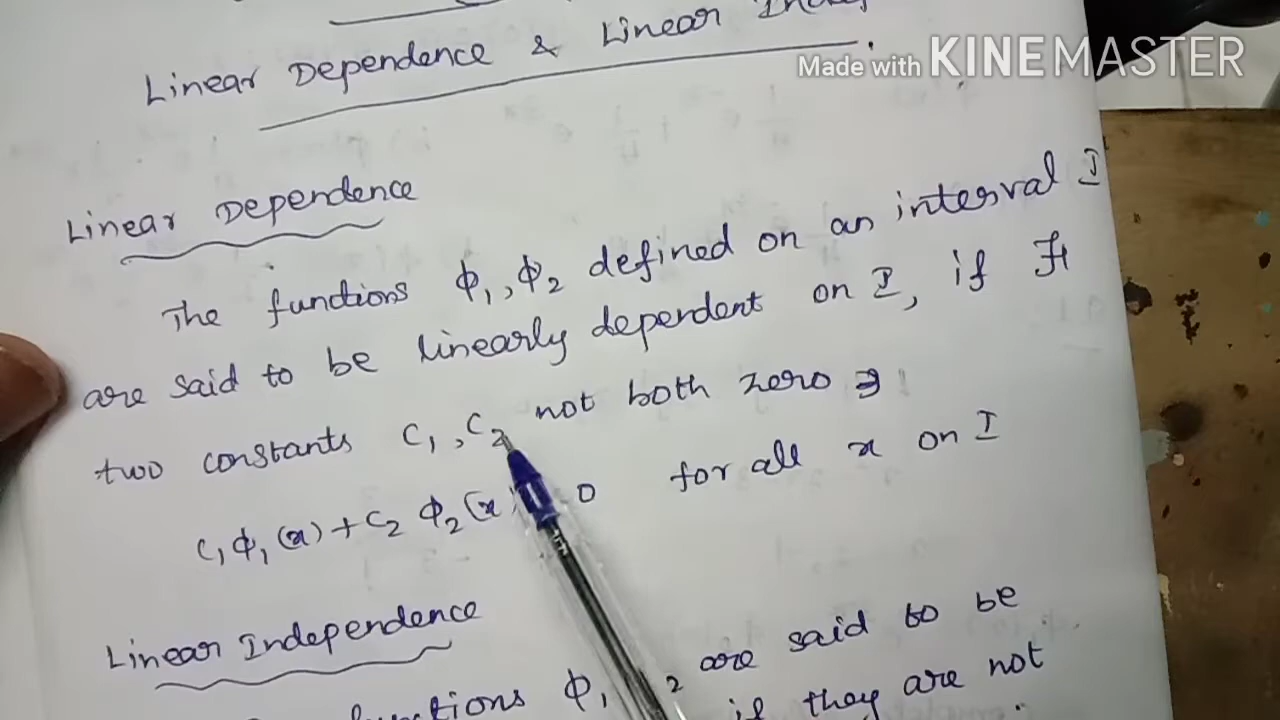 Linear Dependence & Linear
Made with KINEMASTER
Linear Dependence
The functions ϕ₁, ϕ₂ defined on an interval I
are said to be linearly dependent on I, if ∃
two constants C₁, C₂ not both zero ∋
C₁ϕ₁(x) + C₂ ϕ₂(x) 0 for all x on I
Linear Independence
functions ϕ₁ ₂ are said to be
if they are not